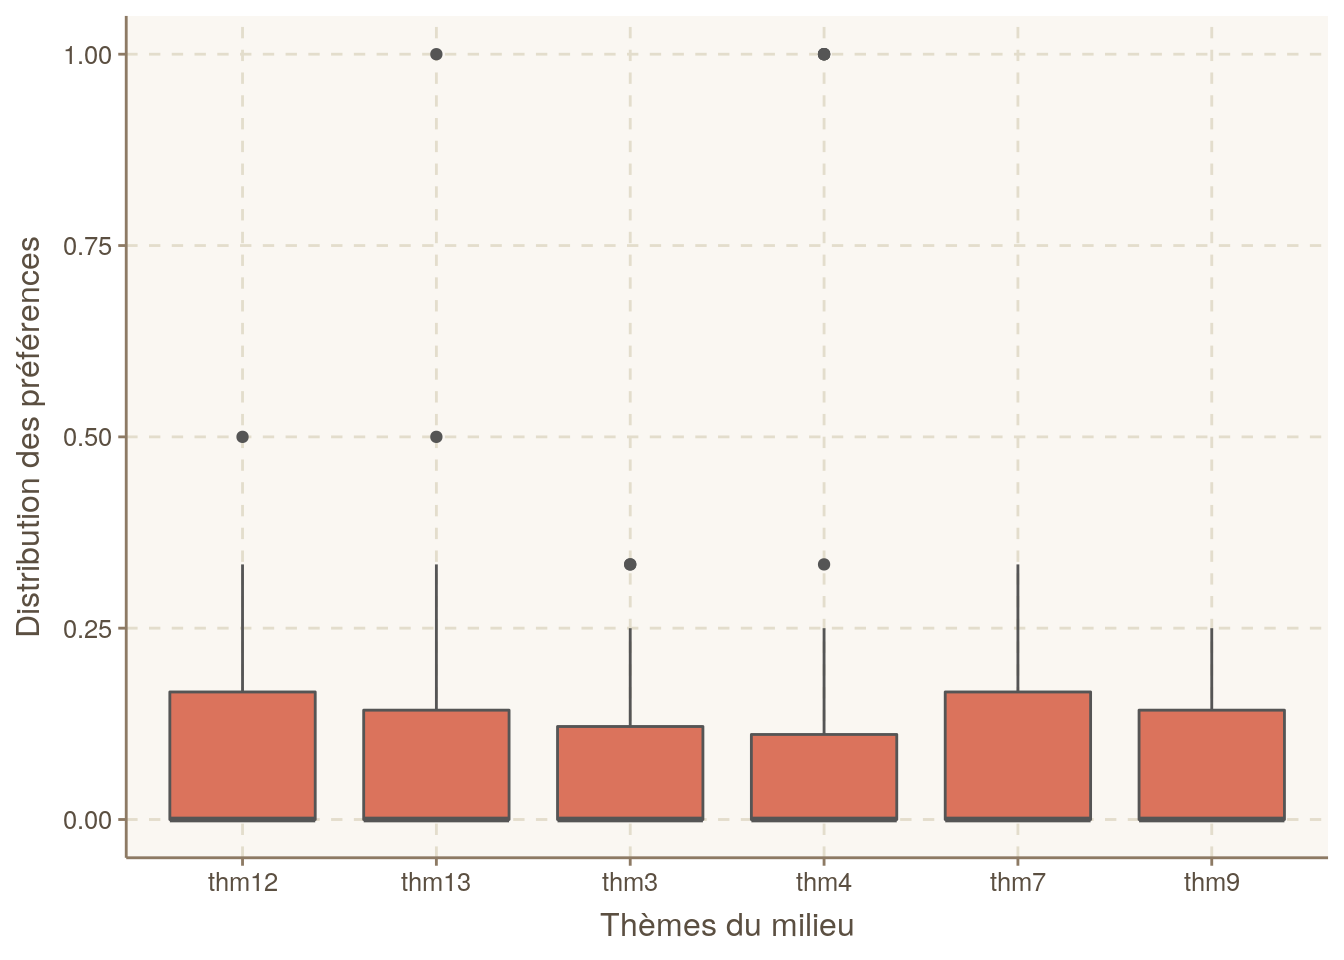 Distribution des préférences
1.00
0.75
0.50
0.25
0.00
thm12 thm13 thm3 thm4 thm7 thm9
Thèmes du milieu